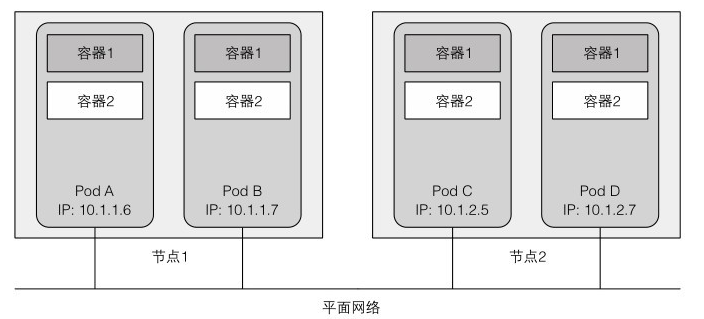 容器1
容器2
Pod A
IP: 10.1.1.6
容器1
容器2
Pod B
IP: 10.1.1.7
节点1
容器1
容器2
Pod C
IP: 10.1.2.5
容器1
容器2
Pod D
IP: 10.1.2.7
节点2
平面网络